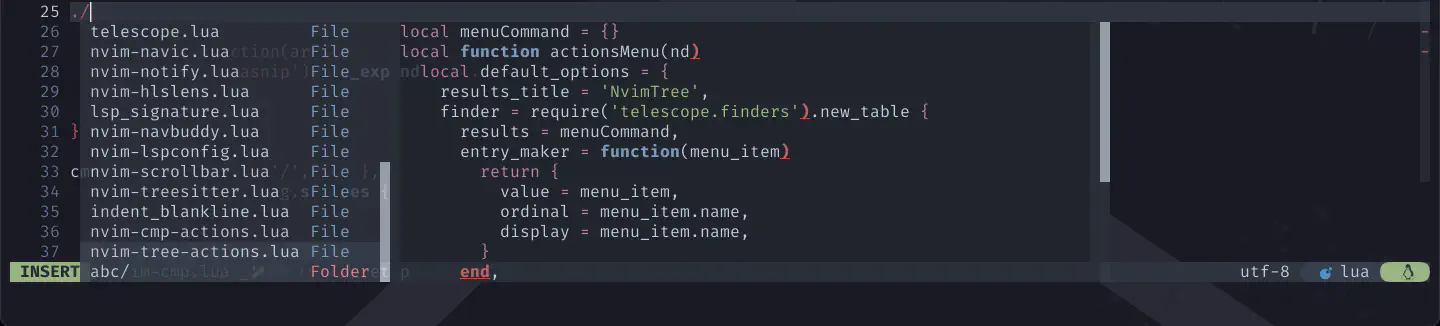 25 ./
26 telescope.lua File local menuCommand = {}
27 nvim-navic.lua File local function actionsMenu(nd)
28 nvim-notify.lua File local default_options = {
29 nvim-hlslens.lua File results_title = 'NvimTree',
30 lsp_signature.lua File finder = require('telescope.finders').new_table {
31 } nvim-navbuddy.lua File results = menuCommand,
32 nvim-lspconfig.lua File entry_maker = function(menu_item)
33 nvim-scrollbar.lua File return {
34 nvim-treesitter.lua File value = menu_item,
35 indent_blankline.lua File ordinal = menu_item.name,
36 nvim-cmp-actions.lua File display = menu_item.name,
37 nvim-tree-actions.lua File }
INSERT abc/ Folder end, utf-8 lua